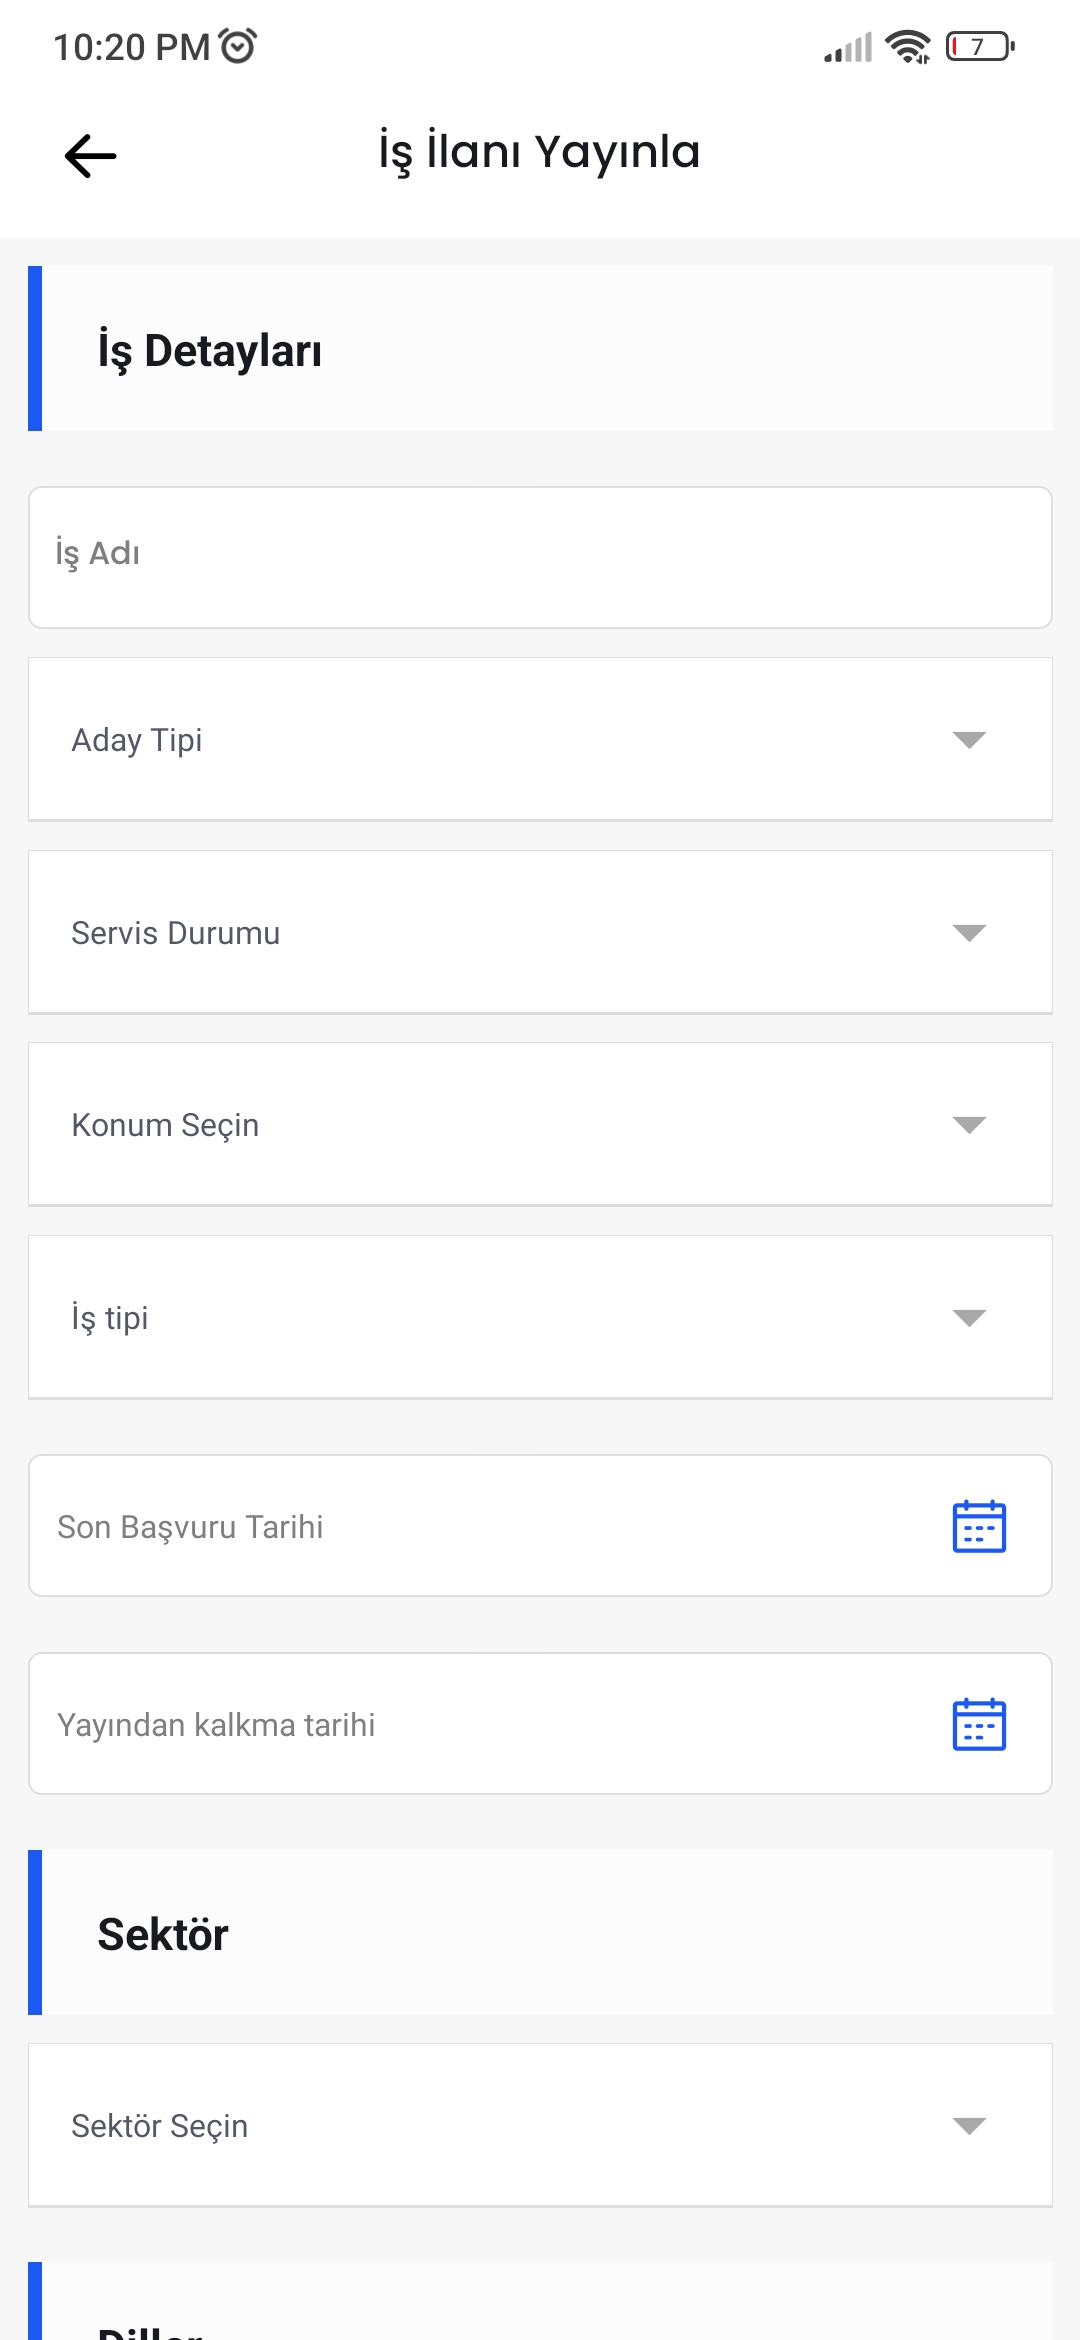 10:20 PM
7
İş İlanı Yayınla
İş Detayları
İş Adı
Aday Tipi
Servis Durumu
Konum Seçin
İş tipi
Son Başvuru Tarihi
Yayından kalkma tarihi
Sektör
Sektör Seçin
Diller